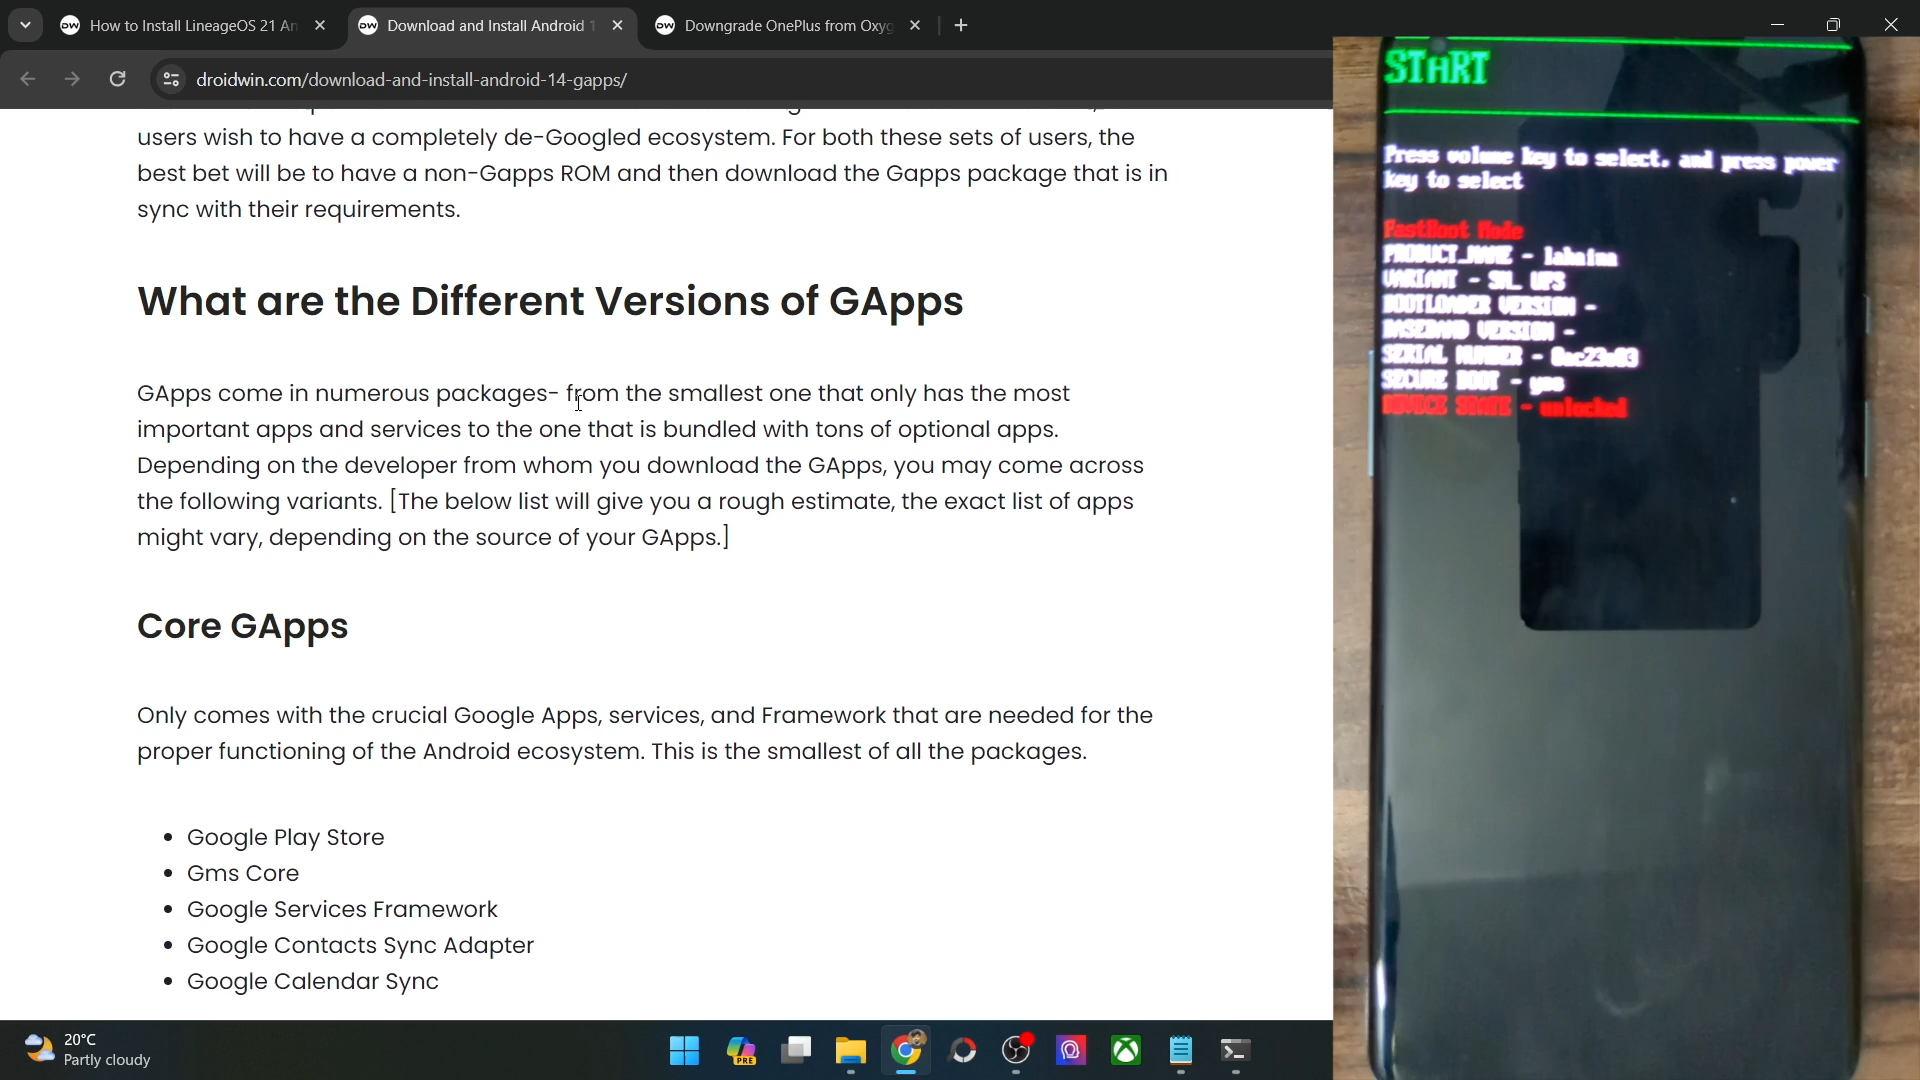 How to Install LineageOS 21 An
Download and Install Android 1
Downgrade OnePlus from Oxyg
droidwin.com/download-and-install-android-14-gapps/
users wish to have a completely de-Googled ecosystem. For both these sets of users, the
best bet will be to have a non-Gapps ROM and then download the Gapps package that is in
sync with their requirements.
What are the Different Versions of GApps
GApps come in numerous packages- from the smallest one that only has the most
important apps and services to the one that is bundled with tons of optional apps.
Depending on the developer from whom you download the GApps, you may come across
the following variants. [The below list will give you a rough estimate, the exact list of apps
might vary, depending on the source of your GApps.]
Core GApps
Only comes with the crucial Google Apps, services, and Framework that are needed for the
proper functioning of the Android ecosystem. This is the smallest of all the packages.
Google Play Store
Gms Core
Google Services Framework
Google Contacts Sync Adapter
Google Calendar Sync
20°C
Partly cloudy
PRE
START
Press volume key to select, and press power
key to select
FastBoot Mode
PRODUCT_NAME - lahaina
VARIANT - SM_ UFS
BOOTLOADER VERSION -
BASEBAND VERSION -
SERIAL NUMBER -
SECURE BOOT - yes
DEVICE STATE - unlocked